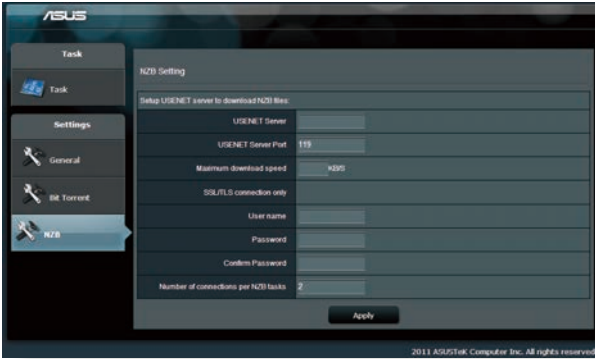 ASUS
Task
Task
Settings
General
Bit Torrent
NZB
NZB Setting
Setup USENET server to download NZB files:
USENET Server
USENET Server Port 119
Maximum download speed KB/S
SSL/TLS connection only
User name
Password
Confirm Password
Number of connections per NZB tasks 2
Apply
2011 ASUSTeK Computer Inc. All rights reserved